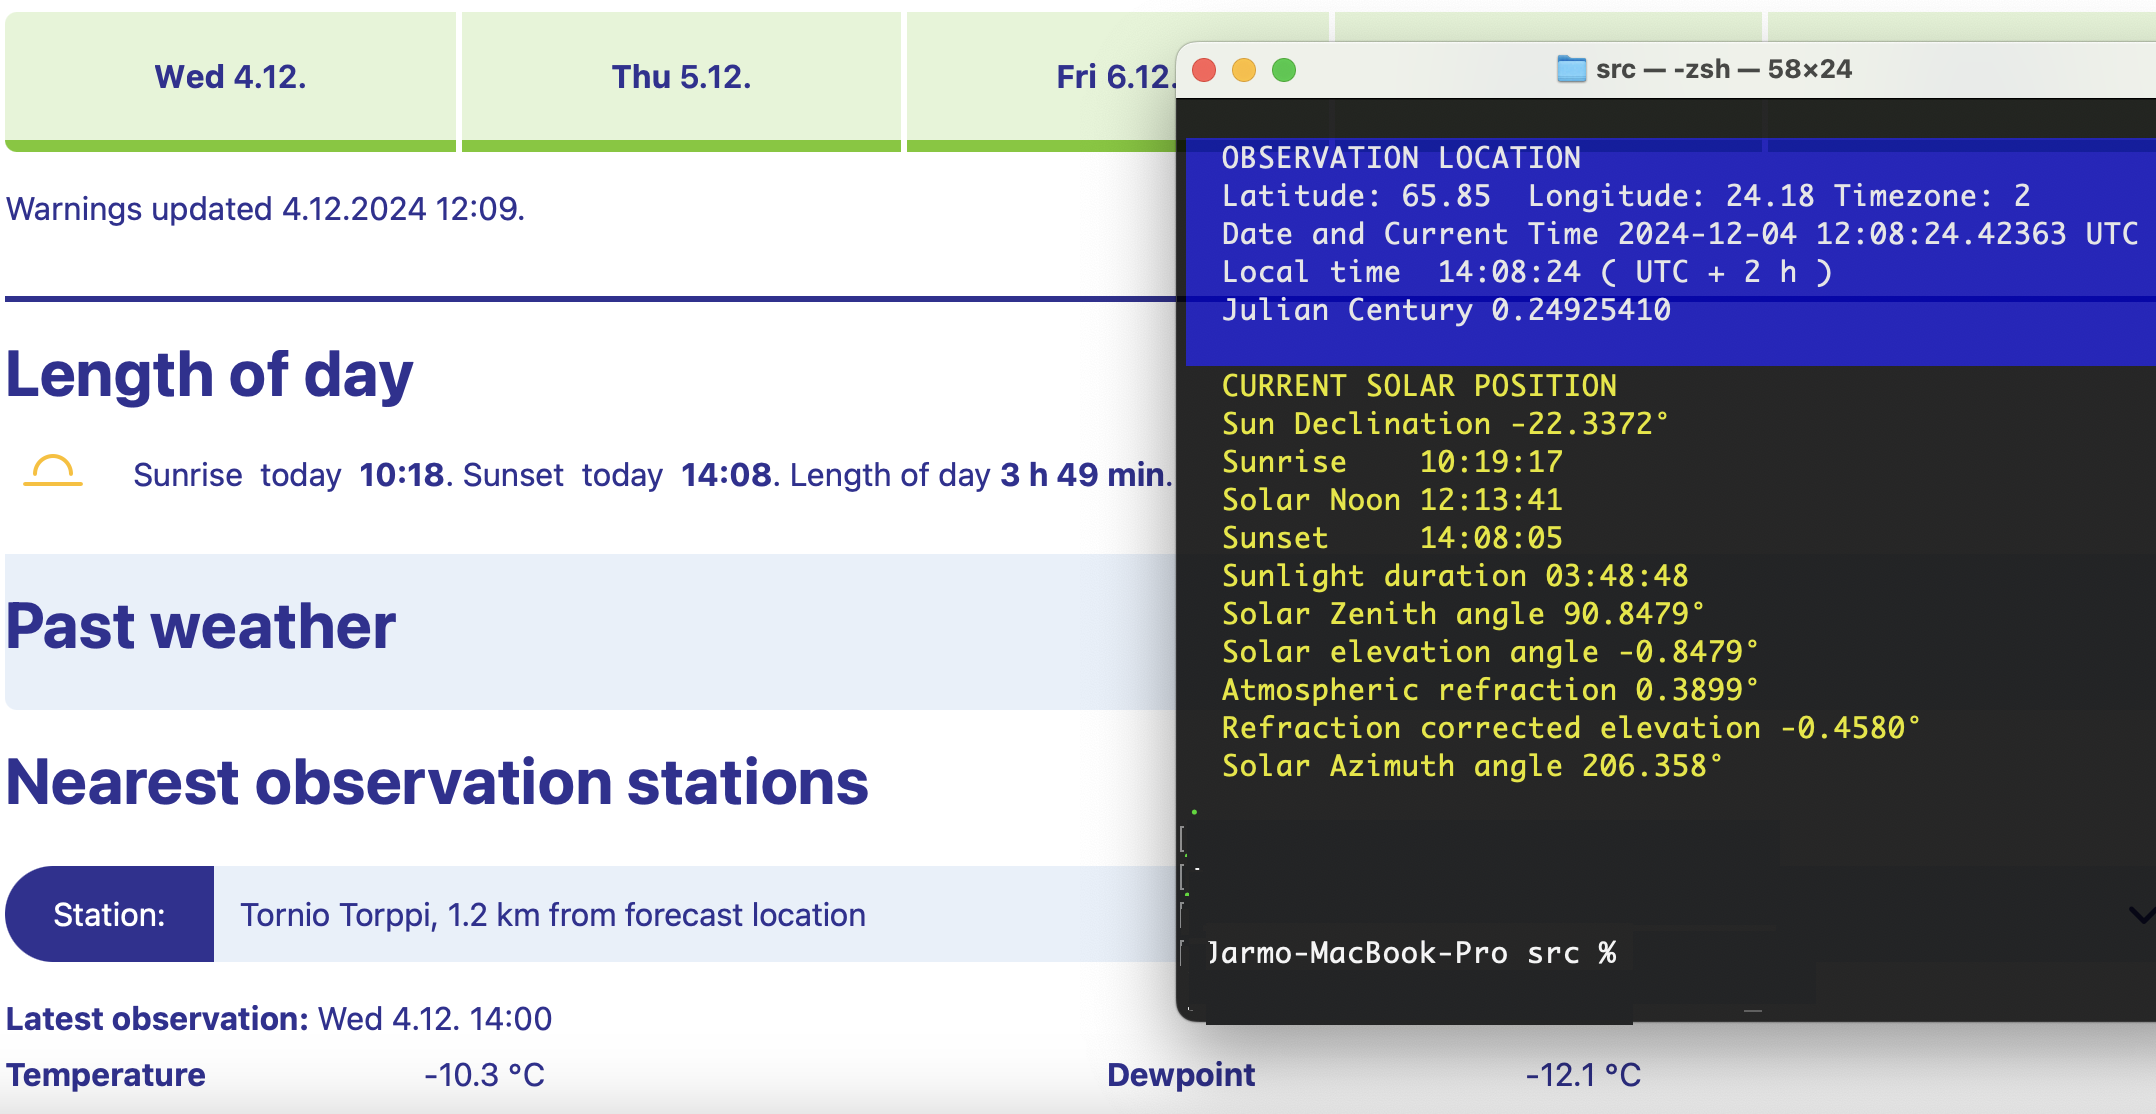 Wed 4.12.
Thu 5.12.
Fri 6.12.
Warnings updated 4.12.2024 12:09.
Length of day
Sunrise today 10:18. Sunset today 14:08. Length of day 3 h 49 min.
Past weather
Nearest observation stations
Station:
Tornio Torppi, 1.2 km from forecast location
Latest observation: Wed 4.12. 14:00
Temperature -10.3 °C
Dewpoint -12.1 °C
src — -zsh — 58×24
OBSERVATION LOCATION
Latitude: 65.85 Longitude: 24.18 Timezone: 2
Date and Current Time 2024-12-04 12:08:24.42363 UTC
Local time 14:08:24 ( UTC + 2 h )
Julian Century 0.24925410
CURRENT SOLAR POSITION
Sun Declination -22.3372°
Sunrise 10:19:17
Solar Noon 12:13:41
Sunset 14:08:05
Sunlight duration 03:48:48
Solar Zenith angle 90.8479°
Solar elevation angle -0.8479°
Atmospheric refraction 0.3899°
Refraction corrected elevation -0.4580°
Solar Azimuth angle 206.358°
Jarmo-MacBook-Pro src %